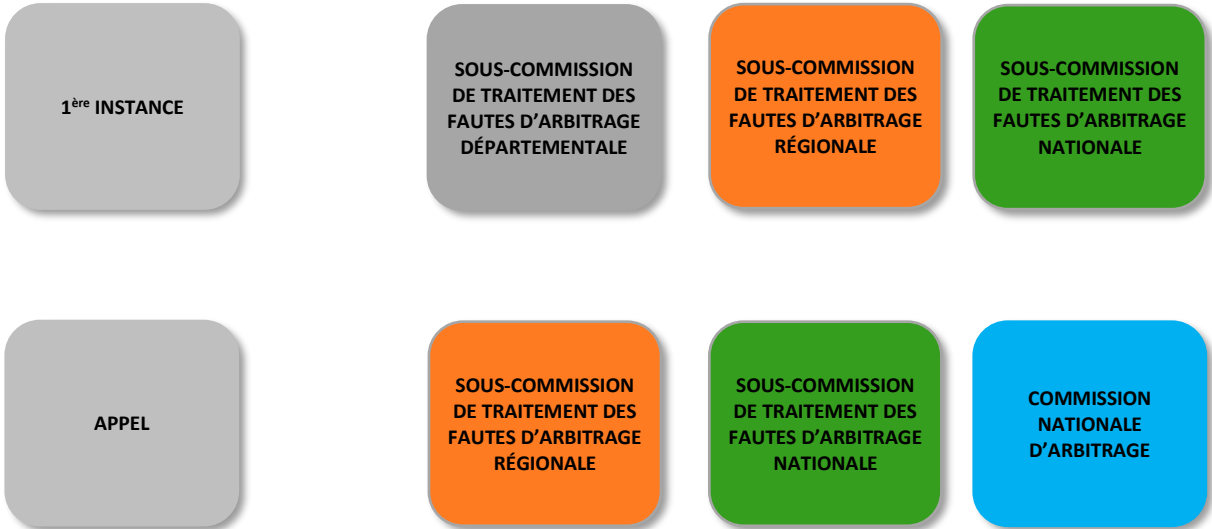 1ère INSTANCE
SOUS-COMMISSION
DE TRAITEMENT DES
FAUTES D’ARBITRAGE
DÉPARTEMENTALE
SOUS-COMMISSION
DE TRAITEMENT DES
FAUTES D’ARBITRAGE
RÉGIONALE
SOUS-COMMISSION
DE TRAITEMENT DES
FAUTES D’ARBITRAGE
NATIONALE
APPEL
SOUS-COMMISSION
DE TRAITEMENT DES
FAUTES D’ARBITRAGE
RÉGIONALE
SOUS-COMMISSION
DE TRAITEMENT DES
FAUTES D’ARBITRAGE
NATIONALE
COMMISSION
NATIONALE
D’ARBITRAGE